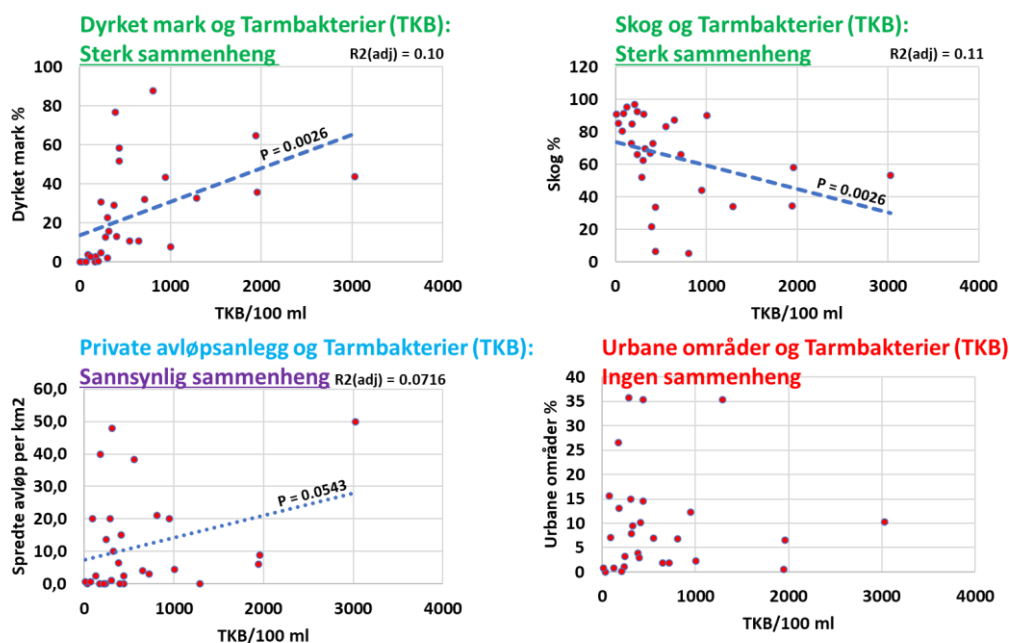 Dyrket mark og Tarmbakterier (TKB):
Sterk sammenheng
R2(adj) = 0.10
100
80
60
40
20
0
Dyrket mark %
P = 0.0026
0 1000 2000 3000 4000
TKB/100 ml
Skog og Tarmbakterier (TKB):
Sterk sammenheng
R2(adj) = 0.11
120
100
80
60
40
20
0
Skog %
P = 0.0026
0 1000 2000 3000 4000
TKB/100 ml
Private avløpsanlegg og Tarmbakterier (TKB):
Sannsynlig sammenheng R2(adj) = 0.0716
60,0
50,0
40,0
30,0
20,0
10,0
0,0
Spredte avløp per km2
P = 0.0543
0 1000 2000 3000 4000
TKB/100 ml
Urbane områder og Tarmbakterier (TKB)
Ingen sammenheng
40
35
30
25
20
15
10
5
0
Urbane områder %
0 1000 2000 3000 4000
TKB/100 ml